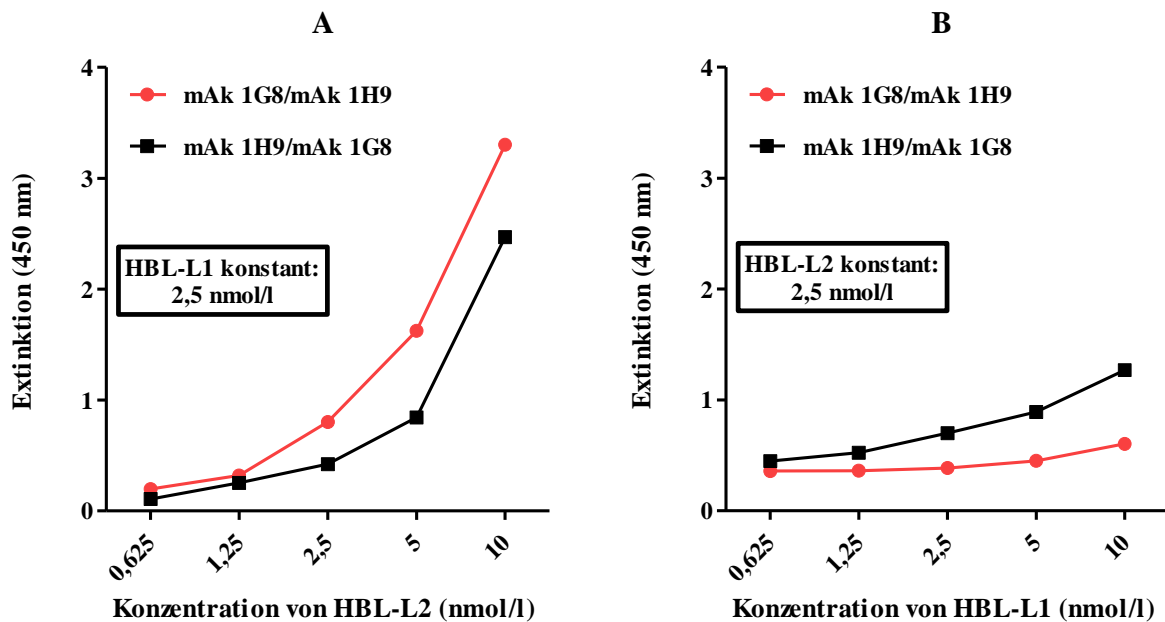 A
Extinktion (450 nm)
4
3
2
1
0
mAk 1G8/mAk 1H9
mAk 1H9/mAk 1G8
HBL-L1 konstant:
2,5 nmol/l
0,625
1,25
2,5
5
10
Konzentration von HBL-L2 (nmol/l)
B
Extinktion (450 nm)
4
3
2
1
0
mAk 1G8/mAk 1H9
mAk 1H9/mAk 1G8
HBL-L2 konstant:
2,5 nmol/l
0,625
1,25
2,5
5
10
Konzentration von HBL-L1 (nmol/l)